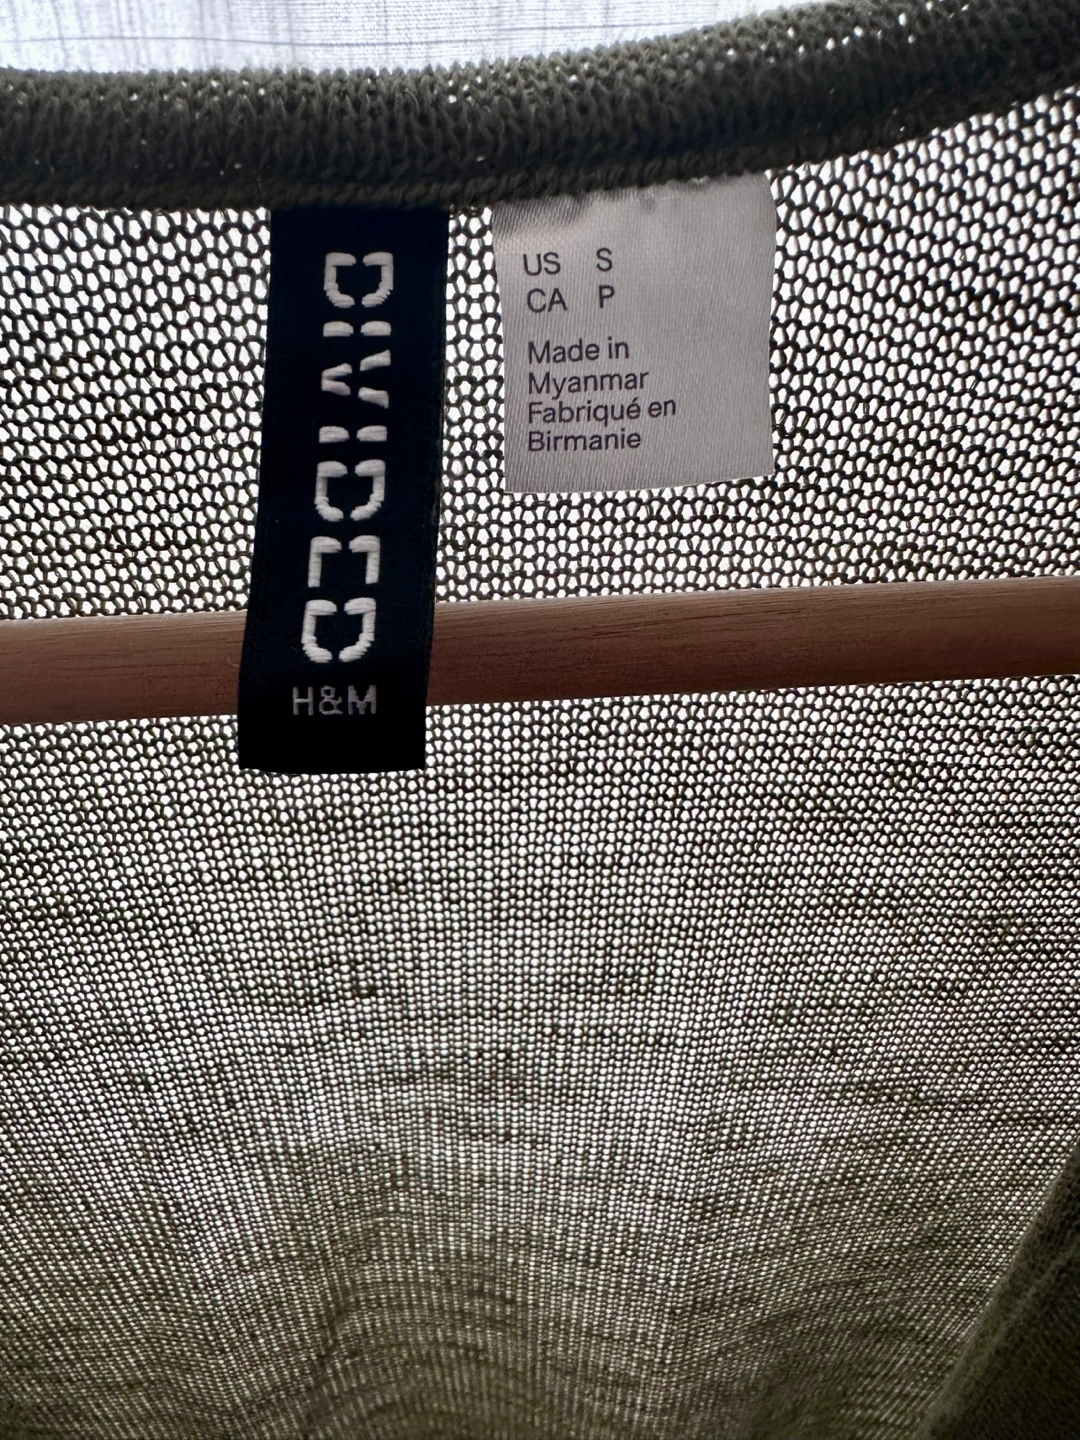 DIVIDED
H&M
US S
CA P
Made in
Myanmar
Fabriqué en
Birmanie